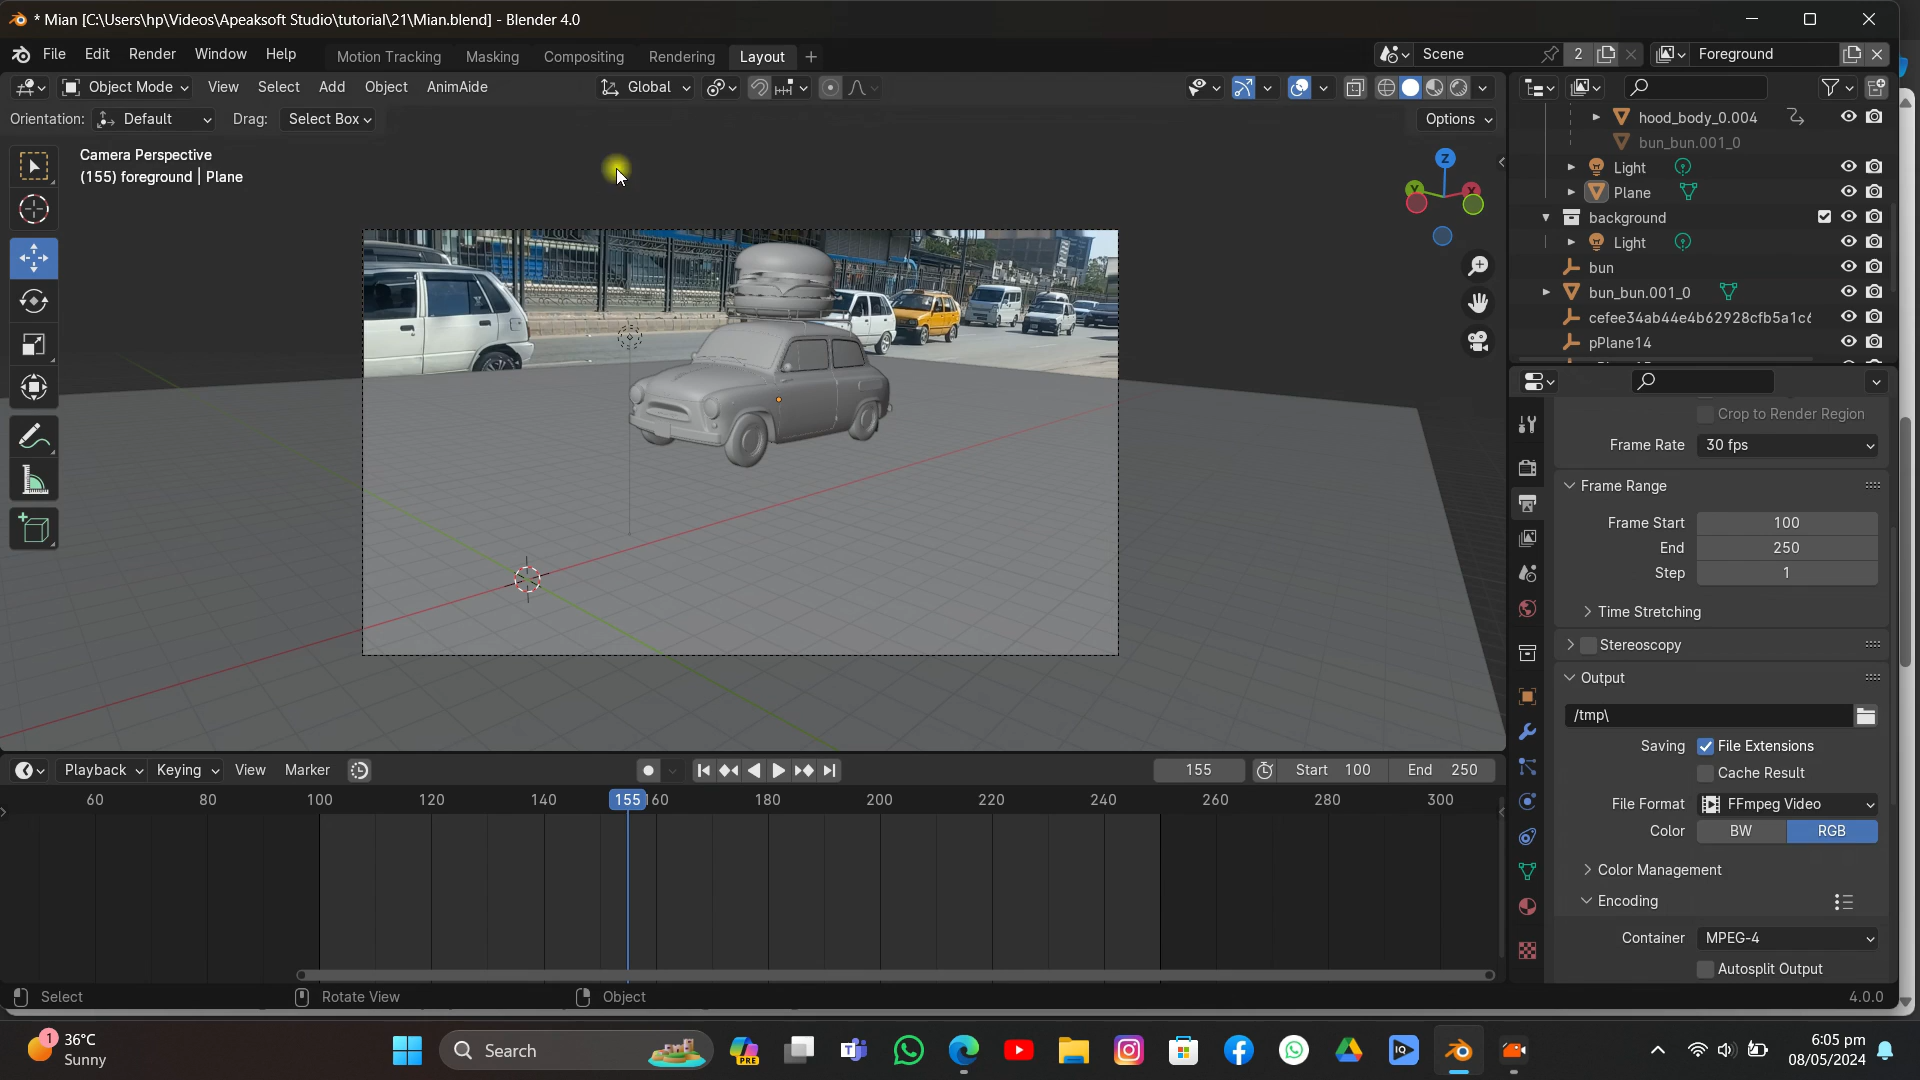 * Mian [C:\Users\hp\Videos\Apeaksoft Studio\tutorial\21\Mian.blend] - Blender 4.0
File Edit Render Window Help Motion Tracking Masking Compositing Rendering Layout + Scene 2 Foreground
Object Mode View Select Add Object AnimAide Global
Orientation: Default Drag: Select Box Options
Camera Perspective
(155) foreground | Plane
Z
Y
X
hood_body_0.004
bun_bun.001_0
Light
Plane
background
Light
bun
bun_bun.001_0
cefee34ab44e4b62928cfb5a1c
pPlane14
Crop to Render Region
Frame Rate 30 fps
Frame Range
Frame Start 100
End 250
Step 1
Time Stretching
Stereoscopy
Output
/tmp\
Saving File Extensions
Cache Result
File Format FFmpeg Video
Color BW RGB
Color Management
Encoding
Container MPEG-4
Autosplit Output
Playback Keying View Marker 155 Start 100 End 250
60 80 100 120 140 155 160 180 200 220 240 260 280 300
Select Rotate View Object 4.0.0
1
36°C
Sunny
Search
PRE
IQ
6:05 pm
08/05/2024